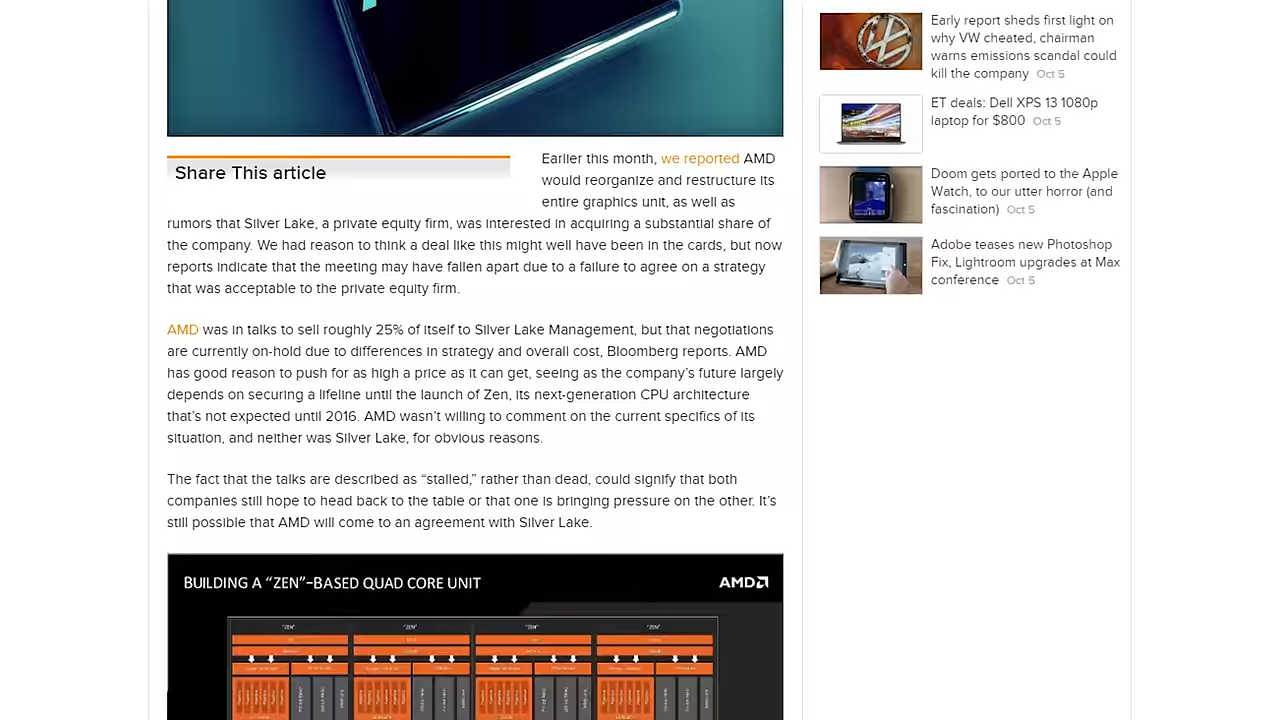 Share This article
Earlier this month, we reported AMD
would reorganize and restructure its
entire graphics unit, as well as
rumors that Silver Lake, a private equity firm, was interested in acquiring a substantial share of
the company. We had reason to think a deal like this might well have been in the cards, but now
reports indicate that the meeting may have fallen apart due to a failure to agree on a strategy
that was acceptable to the private equity firm.
AMD was in talks to sell roughly 25% of itself to Silver Lake Management, but that negotiations
are currently on-hold due to differences in strategy and overall cost, Bloomberg reports. AMD
has good reason to push for as high a price as it can get, seeing as the company’s future largely
depends on securing a lifeline until the launch of Zen, its next-generation CPU architecture
that’s not expected until 2016. AMD wasn’t willing to comment on the current specifics of its
situation, and neither was Silver Lake, for obvious reasons.
The fact that the talks are described as “stalled,” rather than dead, could signify that both
companies still hope to head back to the table or that one is bringing pressure on the other. It’s
still possible that AMD will come to an agreement with Silver Lake.
BUILDING A “ZEN”-BASED QUAD CORE UNIT
AMD
"ZEN" "ZEN" "ZEN" "ZEN"
Early report sheds first light on
why VW cheated, chairman
warns emissions scandal could
kill the company Oct 5
ET deals: Dell XPS 13 1080p
laptop for $800 Oct 5
Doom gets ported to the Apple
Watch, to our utter horror (and
fascination) Oct 5
Adobe teases new Photoshop
Fix, Lightroom upgrades at Max
conference Oct 5